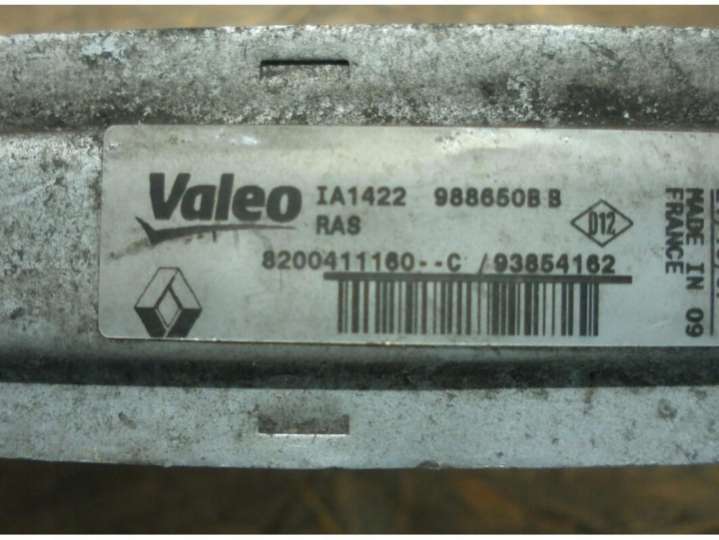 Valeo IA1422 988650B B
RAS
D12
8200411160--C /93854162
MADE IN 09
FRANCE